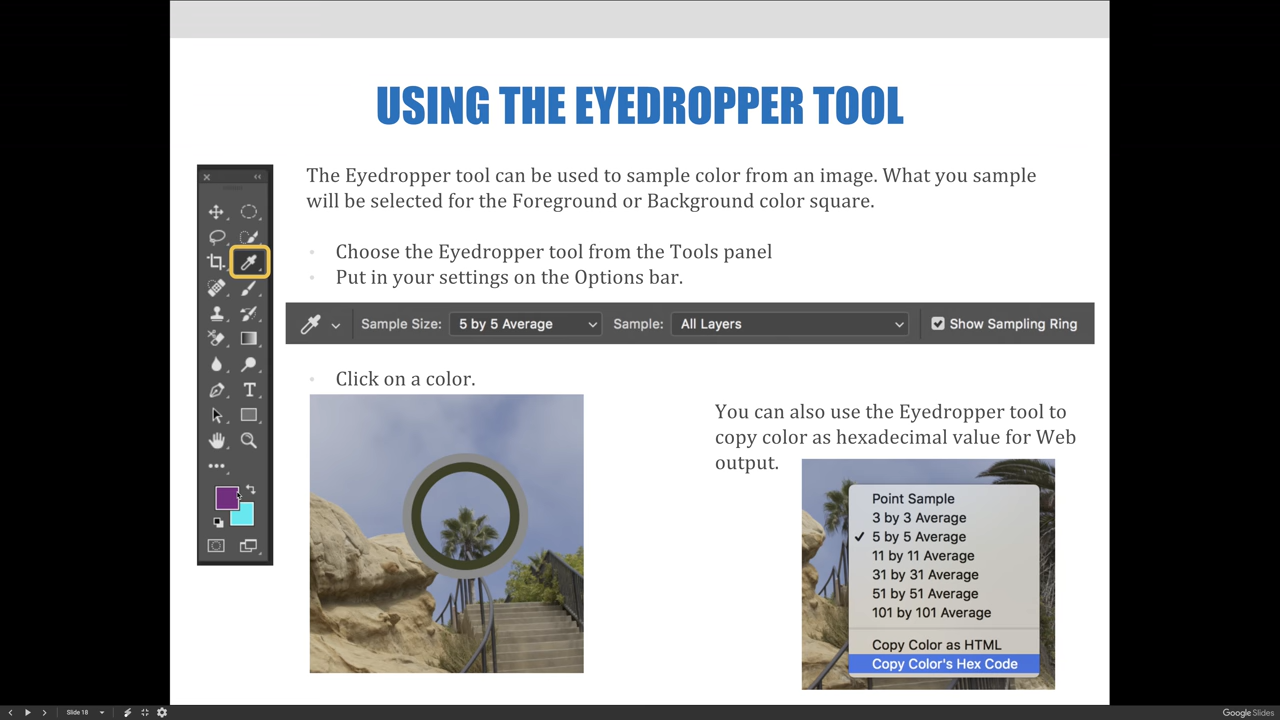 USING THE EYEDROPPER TOOL
The Eyedropper tool can be used to sample color from an image. What you sample
will be selected for the Foreground or Background color square.
Choose the Eyedropper tool from the Tools panel
Put in your settings on the Options bar.
Sample Size: 5 by 5 Average Sample: All Layers Show Sampling Ring
Click on a color.
You can also use the Eyedropper tool to
copy color as hexadecimal value for Web
output.
Point Sample
3 by 3 Average
5 by 5 Average
11 by 11 Average
31 by 31 Average
51 by 51 Average
101 by 101 Average
Copy Color as HTML
Copy Color's Hex Code
Slide 18
Google Slides